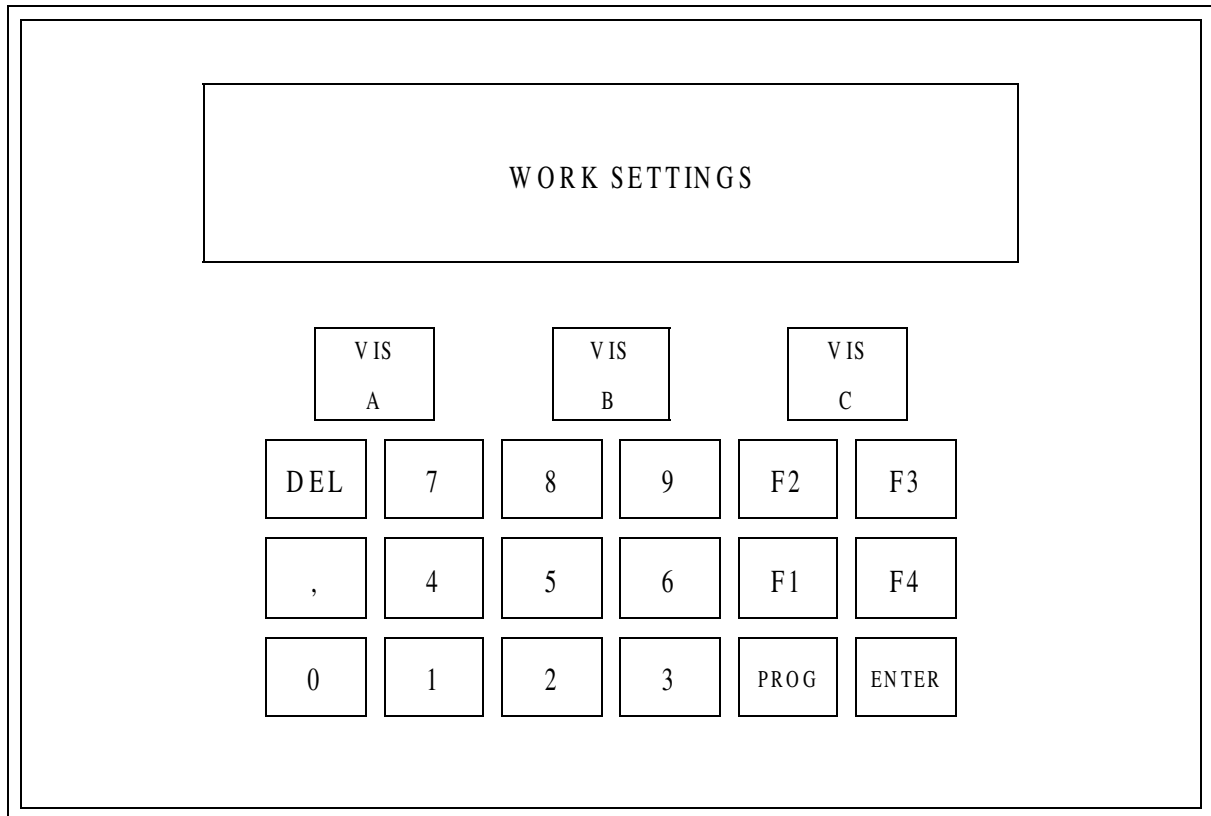 WORK SETTINGS
VIS VIS VIS
A B C
DEL 7 8 9 F2 F3
, 4 5 6 F1 F4
0 1 2 3 PROG ENTER